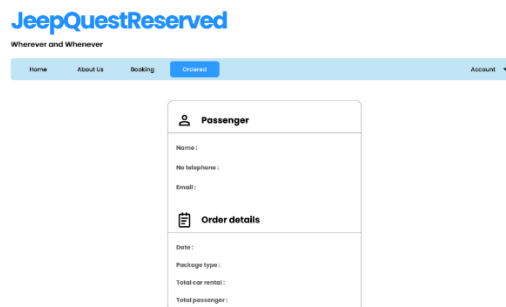 JeepQuestReserved
Wherever and Whenever
Home About Us Booking Ordered Account
Passenger
Name :
No telephone :
Email :
Order details
Date :
Package type :
Total car rental :
Total passenger :